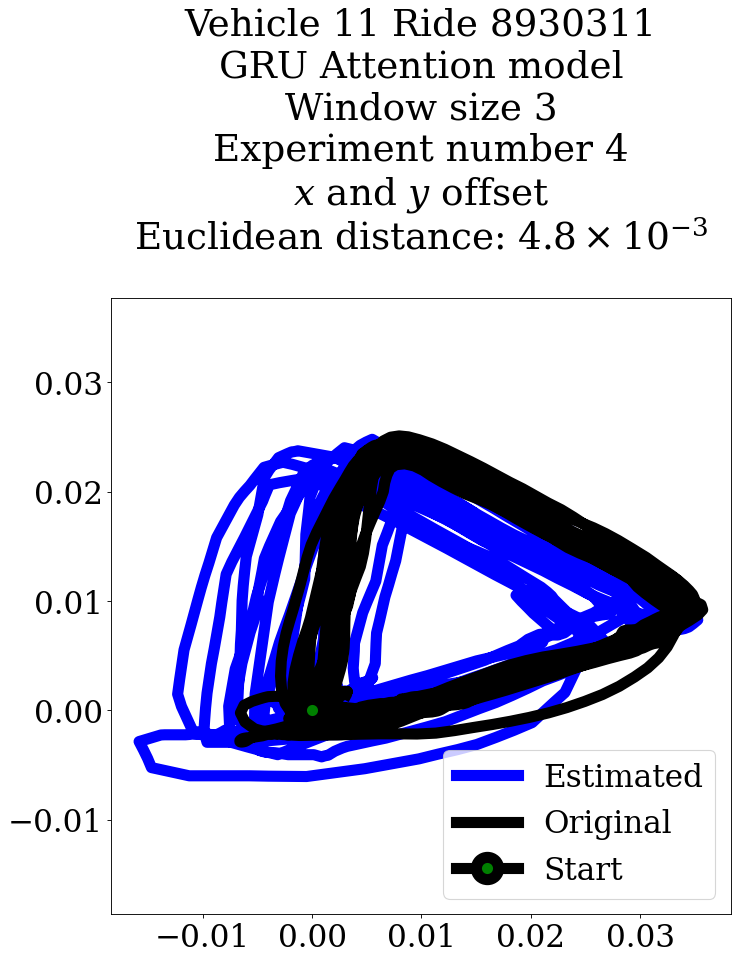 Vehicle 11 Ride 8930311
GRU Attention model
Window size 3
Experiment number 4
x and y offset
Euclidean distance: 4.8 × 10⁻³
0.03
0.02
0.01
0.00
−0.01
Estimated
Original
Start
−0.01 0.00 0.01 0.02 0.03